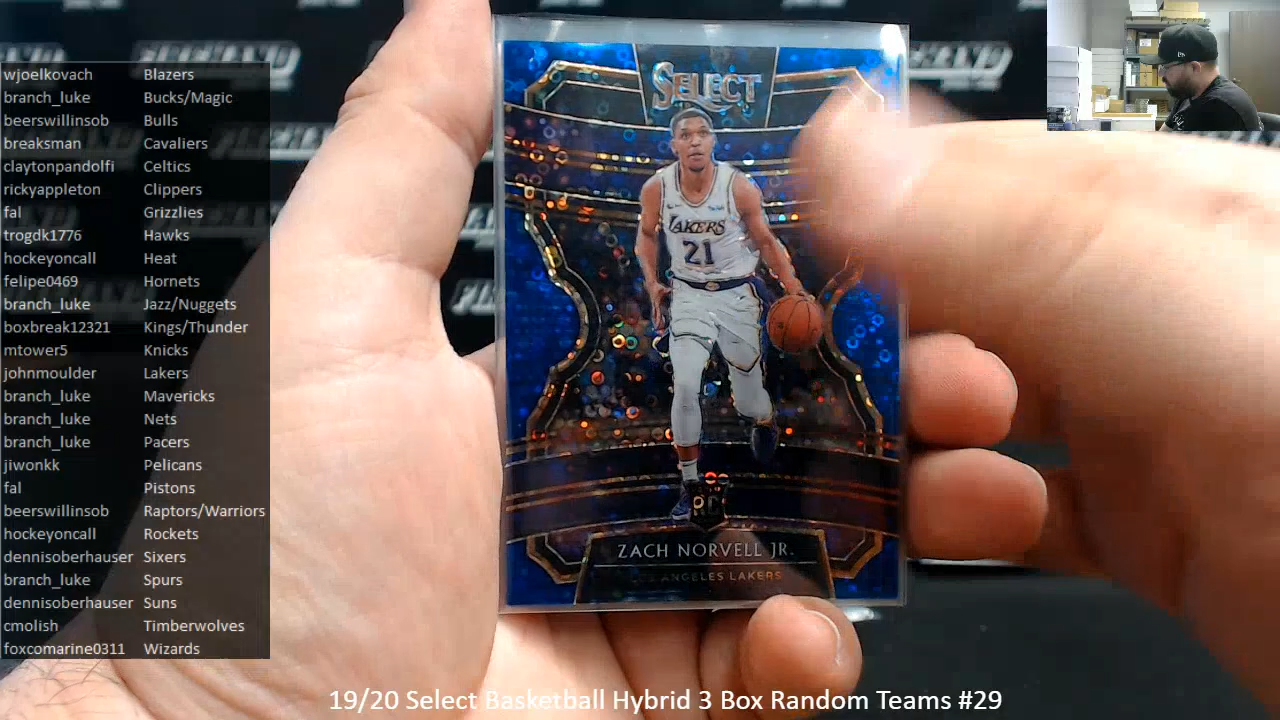 wjoelkovach Blazers
branch_luke Bucks/Magic
beerswillinsob Bulls
breaksman Cavaliers
claytonpandolfi Celtics
rickyappleton Clippers
fal Grizzlies
trogdk1776 Hawks
hockeyoncall Heat
felipe0469 Hornets
branch_luke Jazz/Nuggets
boxbreak12321 Kings/Thunder
mtower5 Knicks
johnmoulder Lakers
branch_luke Mavericks
branch_luke Nets
branch_luke Pacers
jiwonkk Pelicans
fal Pistons
beerswillinsob Raptors/Warriors
hockeyoncall Rockets
dennisoberhauser Sixers
branch_luke Spurs
dennisoberhauser Suns
cmolish Timberwolves
foxcomarine0311 Wizards
SELECT
LAKERS
21
RC
ZACH NORVELL JR.
LOS ANGELES LAKERS
19/20 Select Basketball Hybrid 3 Box Random Teams #29